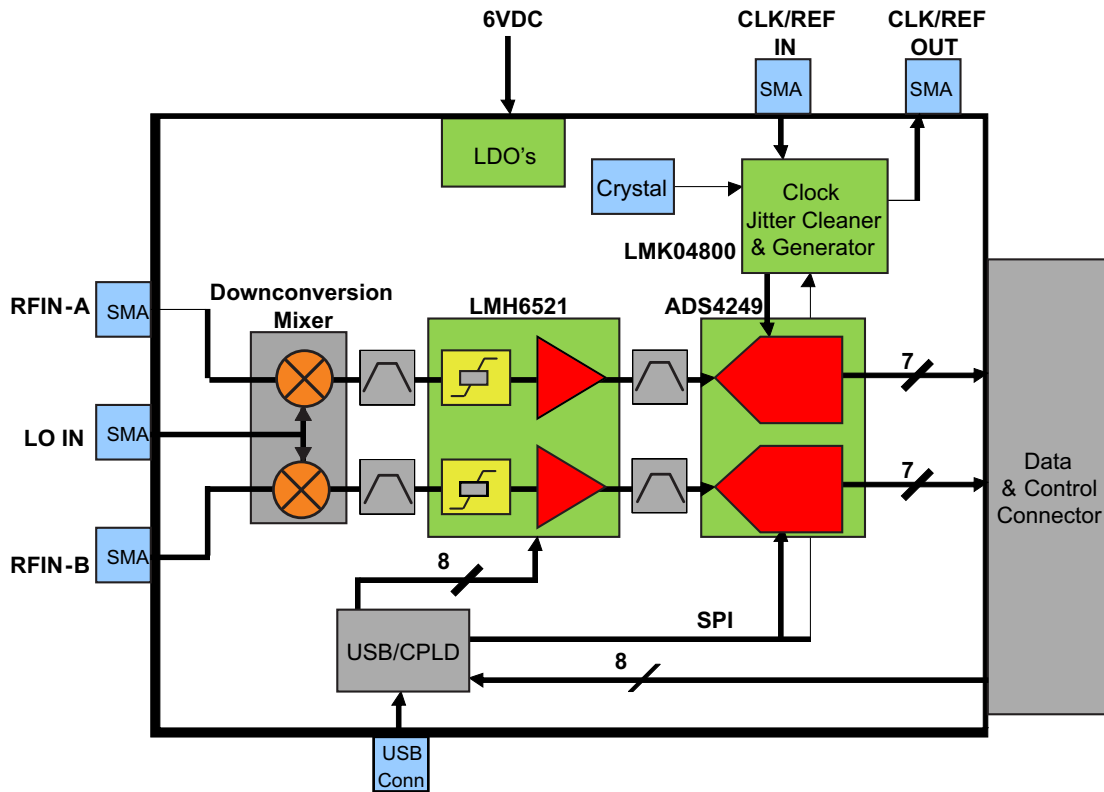 6VDC
CLK/REF
IN
CLK/REF
OUT
SMA
SMA
LDO's
Crystal
Clock
Jitter Cleaner
& Generator
LMK04800
RFIN-A
SMA
Downconversion
Mixer
LMH6521
ADS4249
7
LO IN
SMA
7
Data
& Control
Connector
RFIN-B
SMA
8
USB/CPLD
SPI
8
USB
Conn